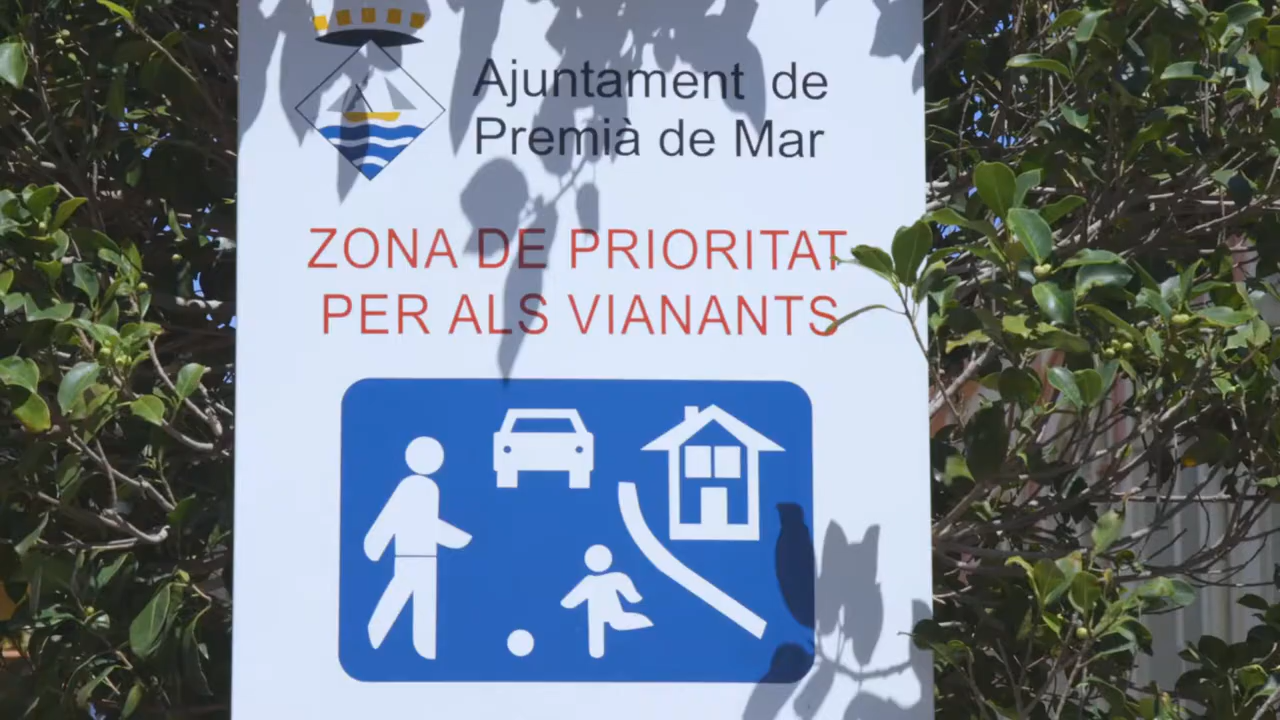 Ajuntament de
Premià de Mar
ZONA DE PRIORITAT
PER ALS VIANANTS